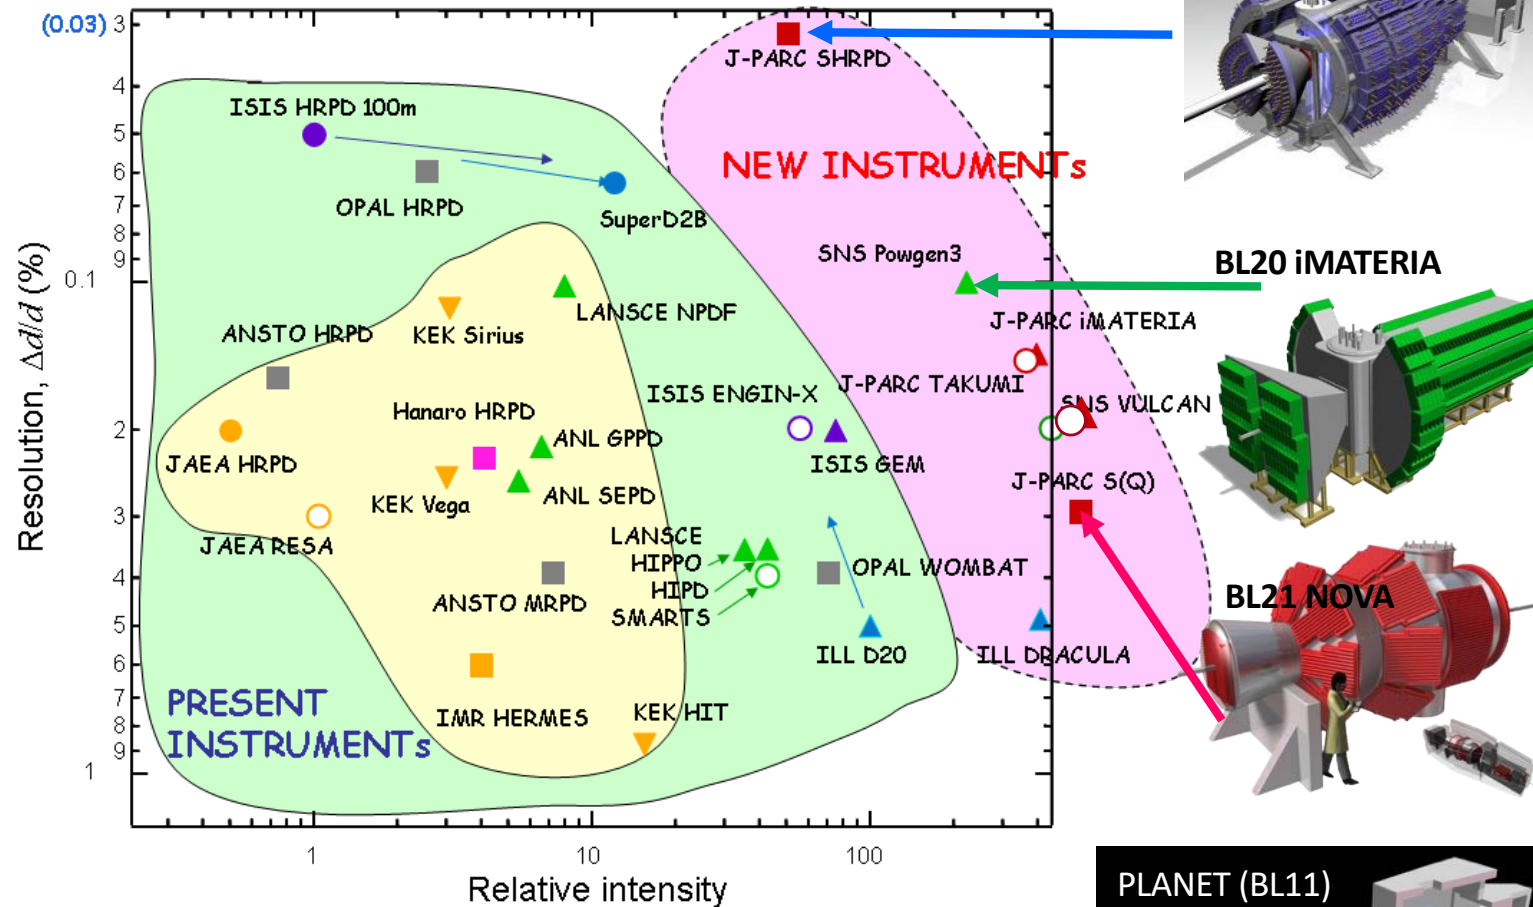 (0.03)
3
4
5
6
7
8
9
0.1
2
3
4
5
6
7
8
9
1
Resolution, Δd/d (%)
J-PARC SHRPD
ISIS HRPD 100m
NEW INSTRUMENTs
OPAL HRPD
SuperD2B
SNS Powgen3
BL20 iMATERIA
LANSCE NPDF
J-PARC iMATERIA
ANSTO HRPD
KEK Sirius
ISIS ENGIN-X
J-PARC TAKUMI
SNS VULCAN
Hanaro HRPD
ANL GPPD
JAEA HRPD
ISIS GEM
KEK Vega
ANL SEPD
J-PARC S(Q)
JAEA RESA
LANSCE
HIPPO
HIPD
SMARTS
OPAL WOMBAT
ANSTO MRPD
BL21 NOVA
ILL D20
ILL DRACULA
PRESENT
INSTRUMENTs
IMR HERMES
KEK HIT
1
10
100
Relative intensity
PLANET (BL11)